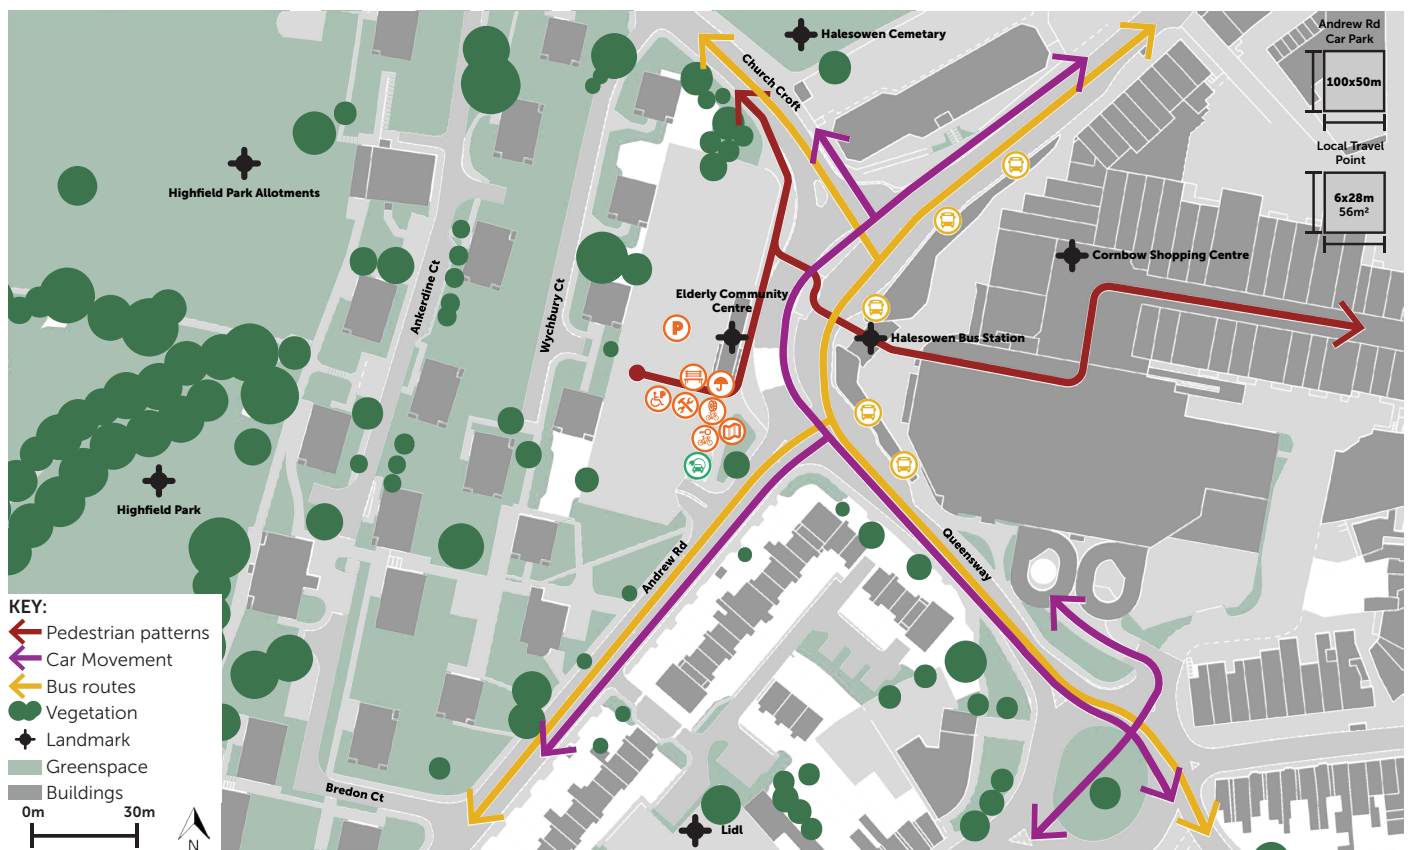 Halesowen Cemetary
Church Croft
Andrew Rd
Car Park
100x50m
Local Travel
Point
6x28m
56m²
Highfield Park Allotments
Ankerdine Ct
Wychbury Ct
Elderly Community
Centre
Cornbow Shopping Centre
Halesowen Bus Station
P
P
Highfield Park
Andrew Rd
Queensway
Bredon Ct
Lidl
KEY:
Pedestrian patterns
Car Movement
Bus routes
Vegetation
Landmark
Greenspace
Buildings
0m
30m
N